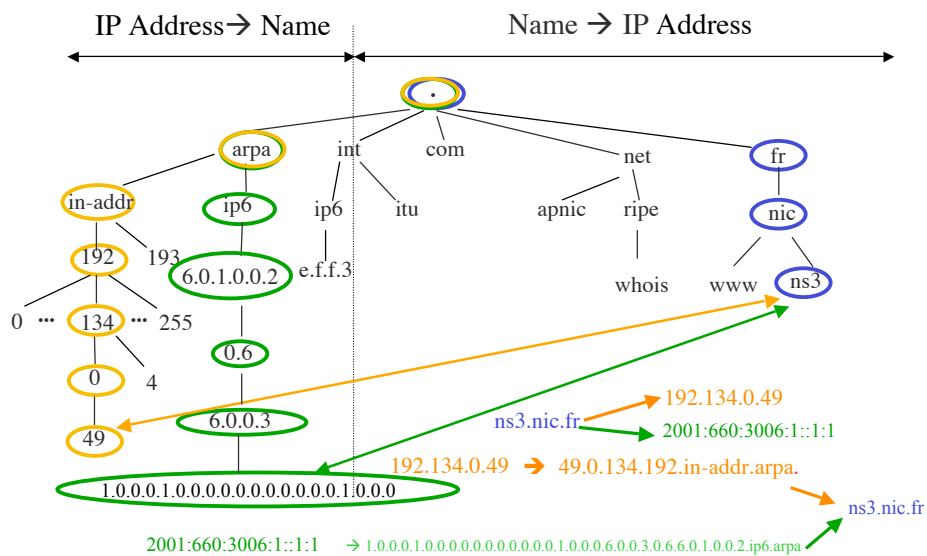 IP Address→ Name
Name → IP Address
.
arpa
int
com
net
fr
in-addr
ip6
ip6
itu
apnic
ripe
nic
192
193
6.0.1.0.0.2
e.f.f.3
whois
www
ns3
0 ··· 134 ··· 255
0.6
0
4
6.0.0.3
49
192.134.0.49
ns3.nic.fr
2001:660:3006:1::1:1
192.134.0.49 → 49.0.134.192.in-addr.arpa.
1.0.0.0.1.0.0.0.0.0.0.0.0.0.0.0.1.0.0.0
ns3.nic.fr
2001:660:3006:1::1:1 → 1.0.0.0.1.0.0.0.0.0.0.0.0.0.0.0.1.0.0.0.6.0.0.3.0.6.6.0.1.0.0.2.ip6.arpa